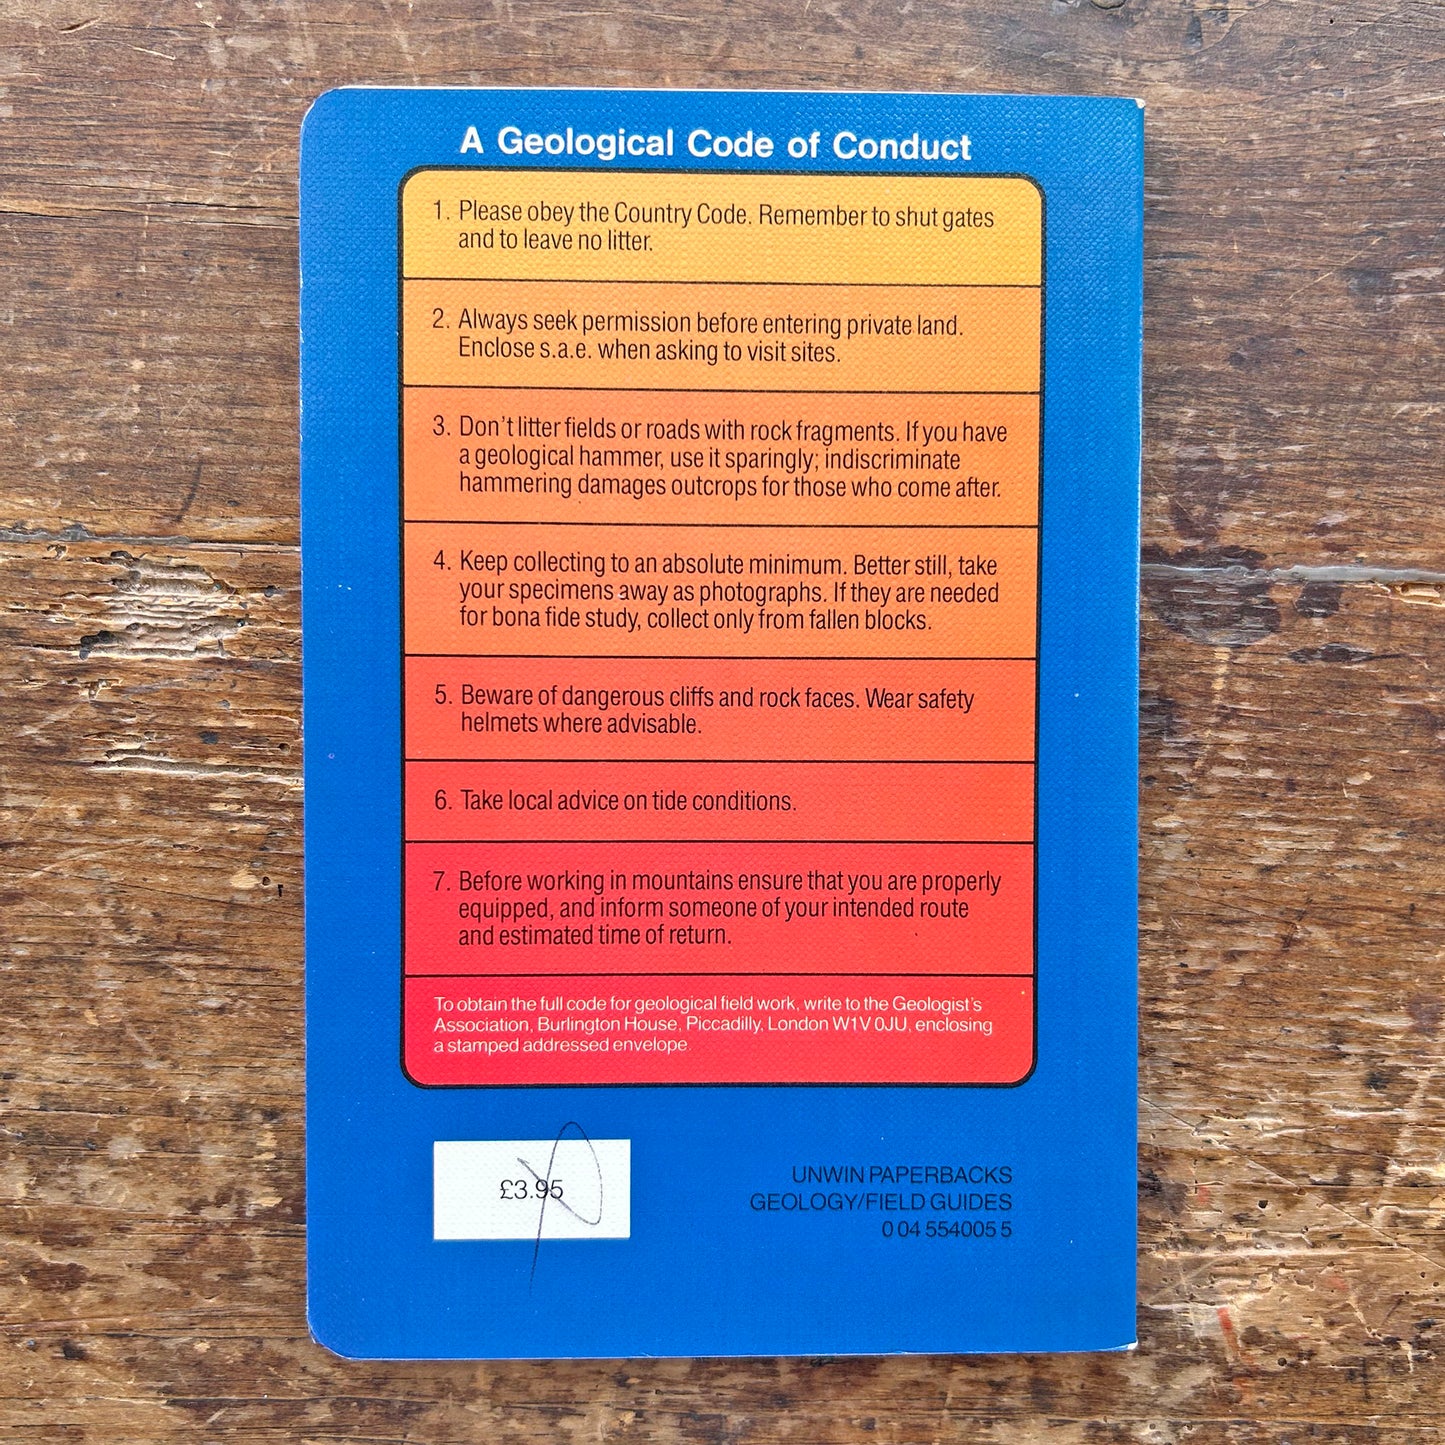 A Geological Code of Conduct
1. Please obey the Country Code. Remember to shut gates
and to leave no litter.
2. Always seek permission before entering private land.
Enclose s.a.e. when asking to visit sites.
3. Don't litter fields or roads with rock fragments. If you have
a geological hammer, use it sparingly; indiscriminate
hammering damages outcrops for those who come after.
4. Keep collecting to an absolute minimum. Better still, take
your specimens away as photographs. If they are needed
for bona fide study, collect only from fallen blocks.
5. Beware of dangerous cliffs and rock faces. Wear safety
helmets where advisable.
6. Take local advice on tide conditions.
7. Before working in mountains ensure that you are properly
equipped, and inform someone of your intended route
and estimated time of return.
To obtain the full code for geological field work, write to the Geologist's
Association, Burlington House, Piccadilly, London W1V 0JU, enclosing
a stamped addressed envelope.
£3.95
UNWIN PAPERBACKS
GEOLOGY/FIELD GUIDES
0 04 554005 5